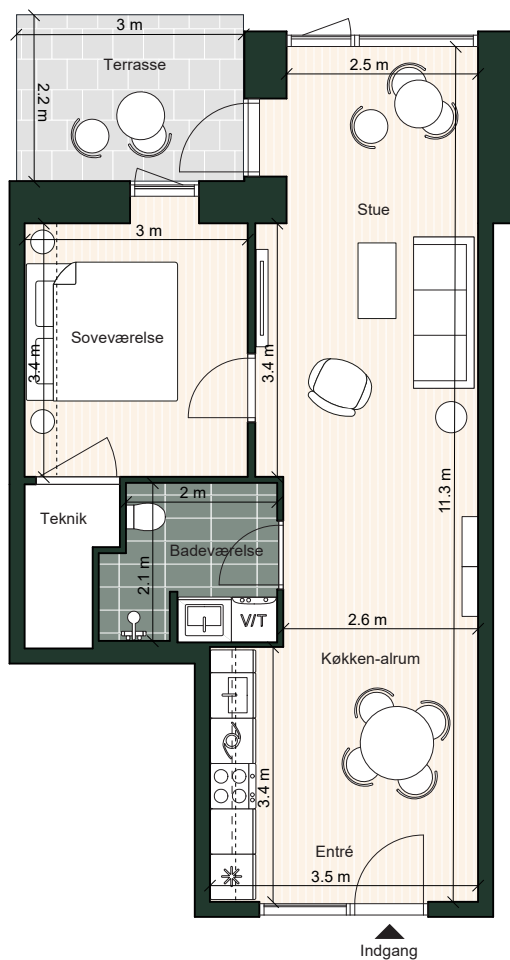 3 m
Terrasse
2.2 m
2.5 m
Stue
3 m
Soveværelse
3.4 m
3.4 m
11.3 m
Teknik
2 m
Badeværelse
2.1 m
V/T
2.6 m
Køkken-alrum
3.4 m
Entré
3.5 m
Indgang